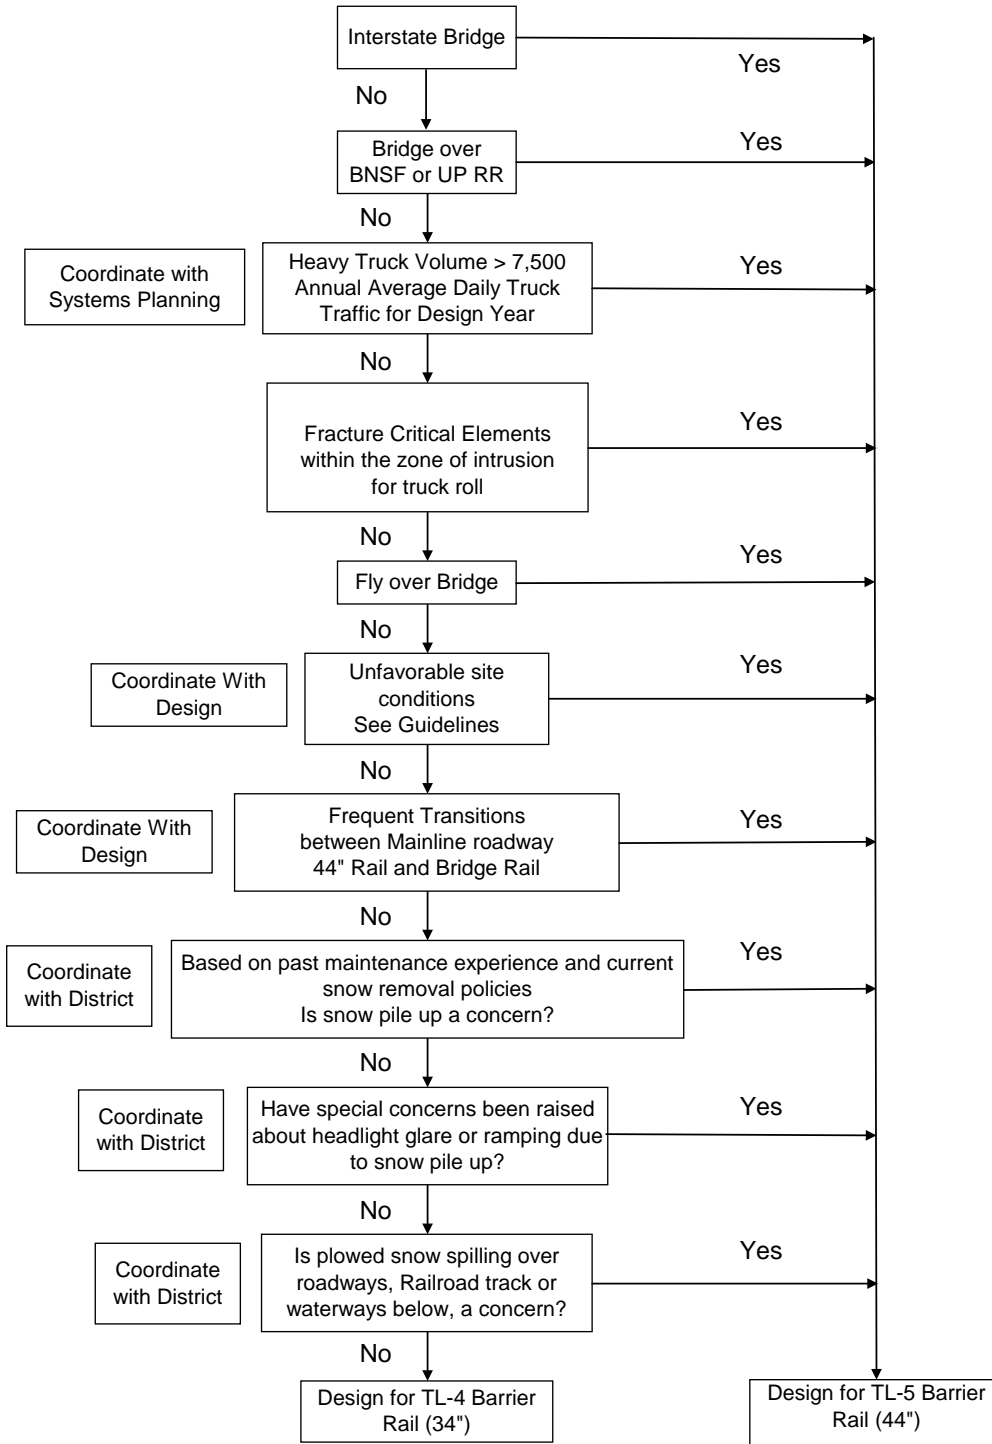 Interstate Bridge
Yes
No
Bridge over
BNSF or UP RR
Yes
No
Coordinate with
Systems Planning
Heavy Truck Volume > 7,500
Annual Average Daily Truck
Traffic for Design Year
Yes
No
Fracture Critical Elements
within the zone of intrusion
for truck roll
Yes
No
Fly over Bridge
Yes
No
Coordinate With
Design
Unfavorable site
conditions
See Guidelines
Yes
No
Coordinate With
Design
Frequent Transitions
between Mainline roadway
44" Rail and Bridge Rail
Yes
No
Coordinate
with District
Based on past maintenance experience and current
snow removal policies
Is snow pile up a concern?
Yes
No
Coordinate
with District
Have special concerns been raised
about headlight glare or ramping due
to snow pile up?
Yes
No
Coordinate
with District
Is plowed snow spilling over
roadways, Railroad track or
waterways below, a concern?
Yes
No
Design for TL-4 Barrier
Rail (34")
Design for TL-5 Barrier
Rail (44")